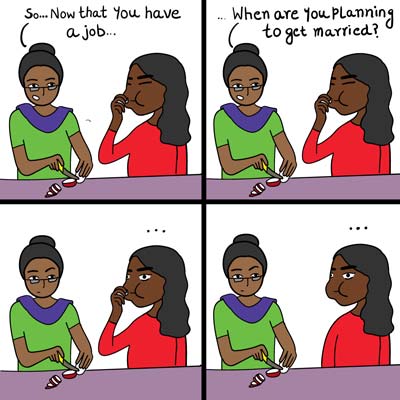 So... Now that you have
a job...
... When are you planning
to get married?
...
...